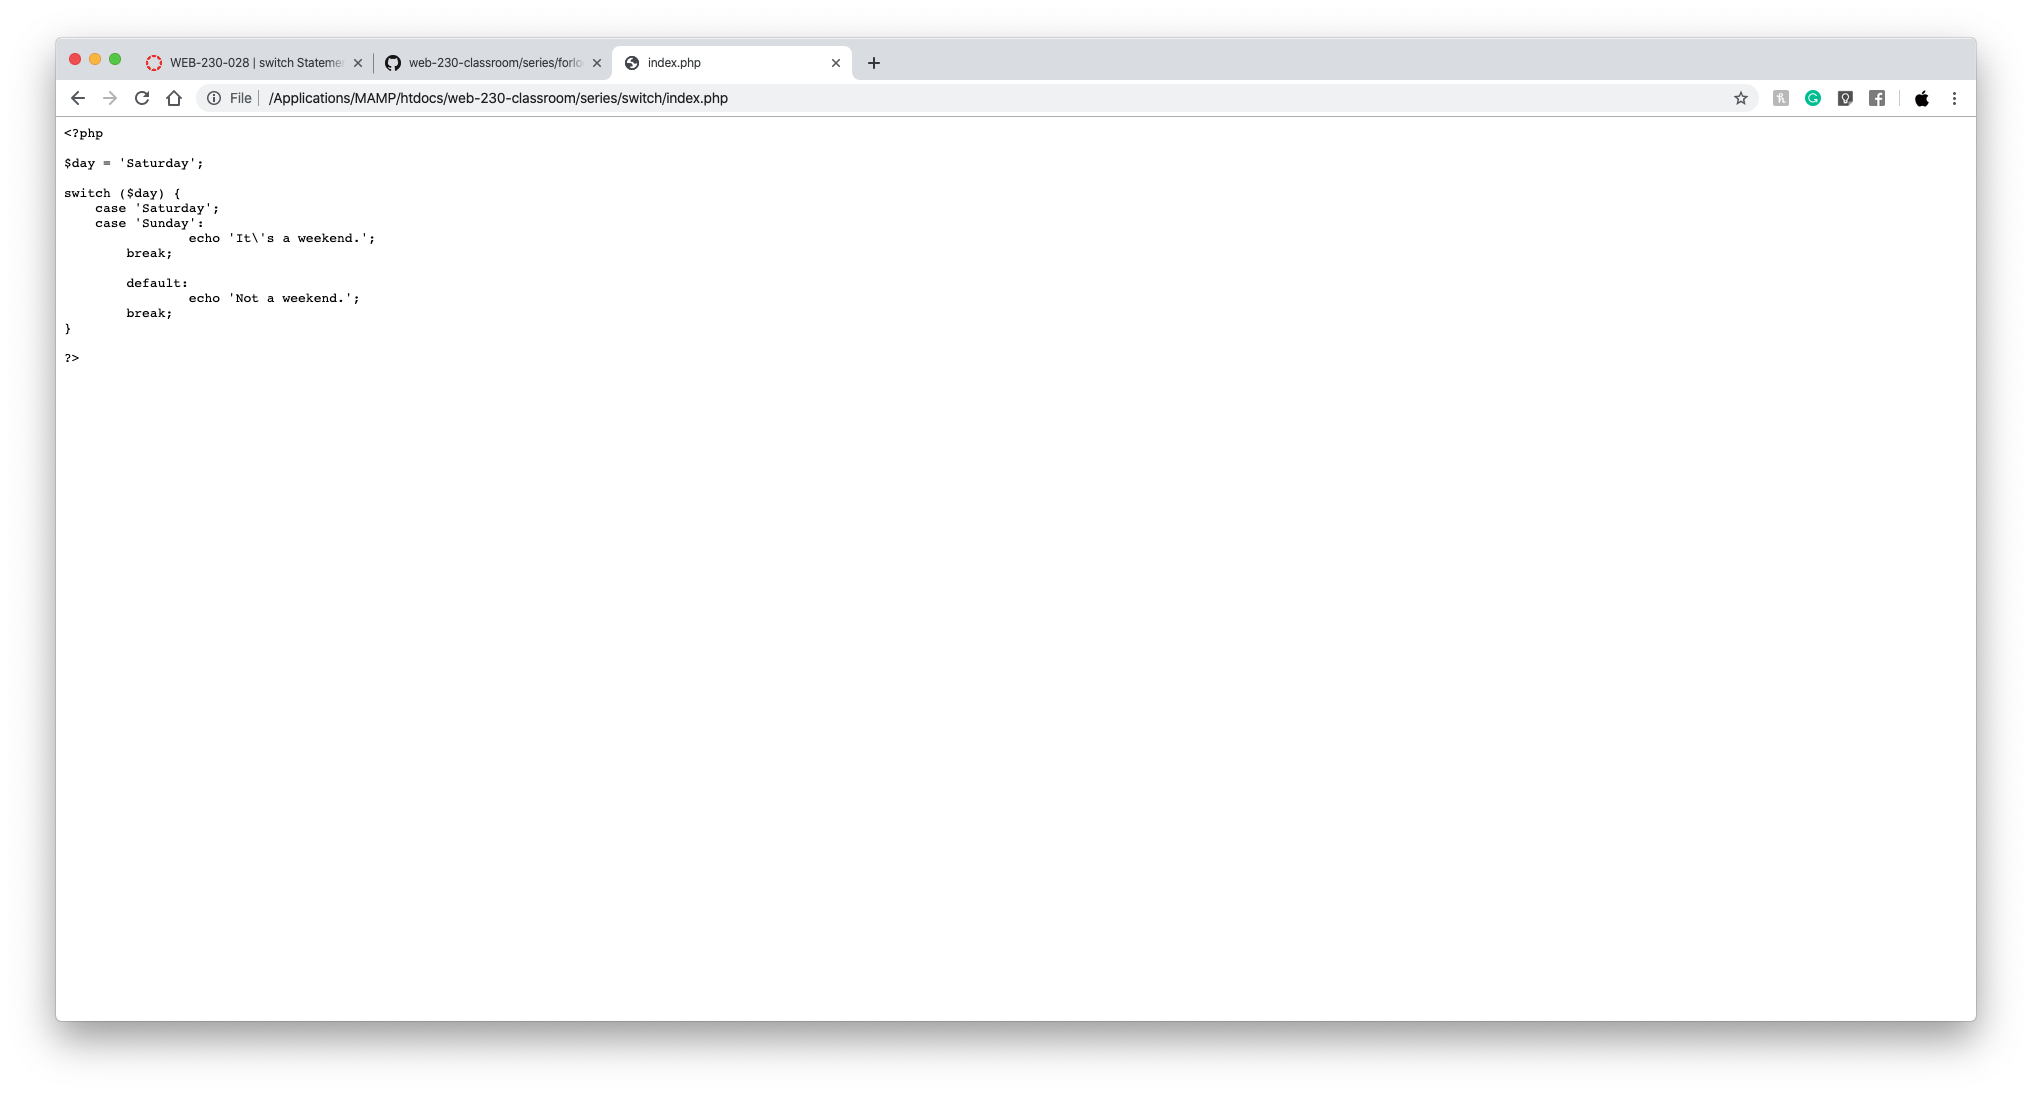 WEB-230-028 | switch Stateme
web-230-classroom/series/forlo
index.php
File
/Applications/MAMP/htdocs/web-230-classroom/series/switch/index.php
<?php
$day = 'Saturday';
switch ($day) {
    case 'Saturday';
    case 'Sunday':
                echo 'It\'s a weekend.';
        break;
        default:
                echo 'Not a weekend.';
        break;
}
?>